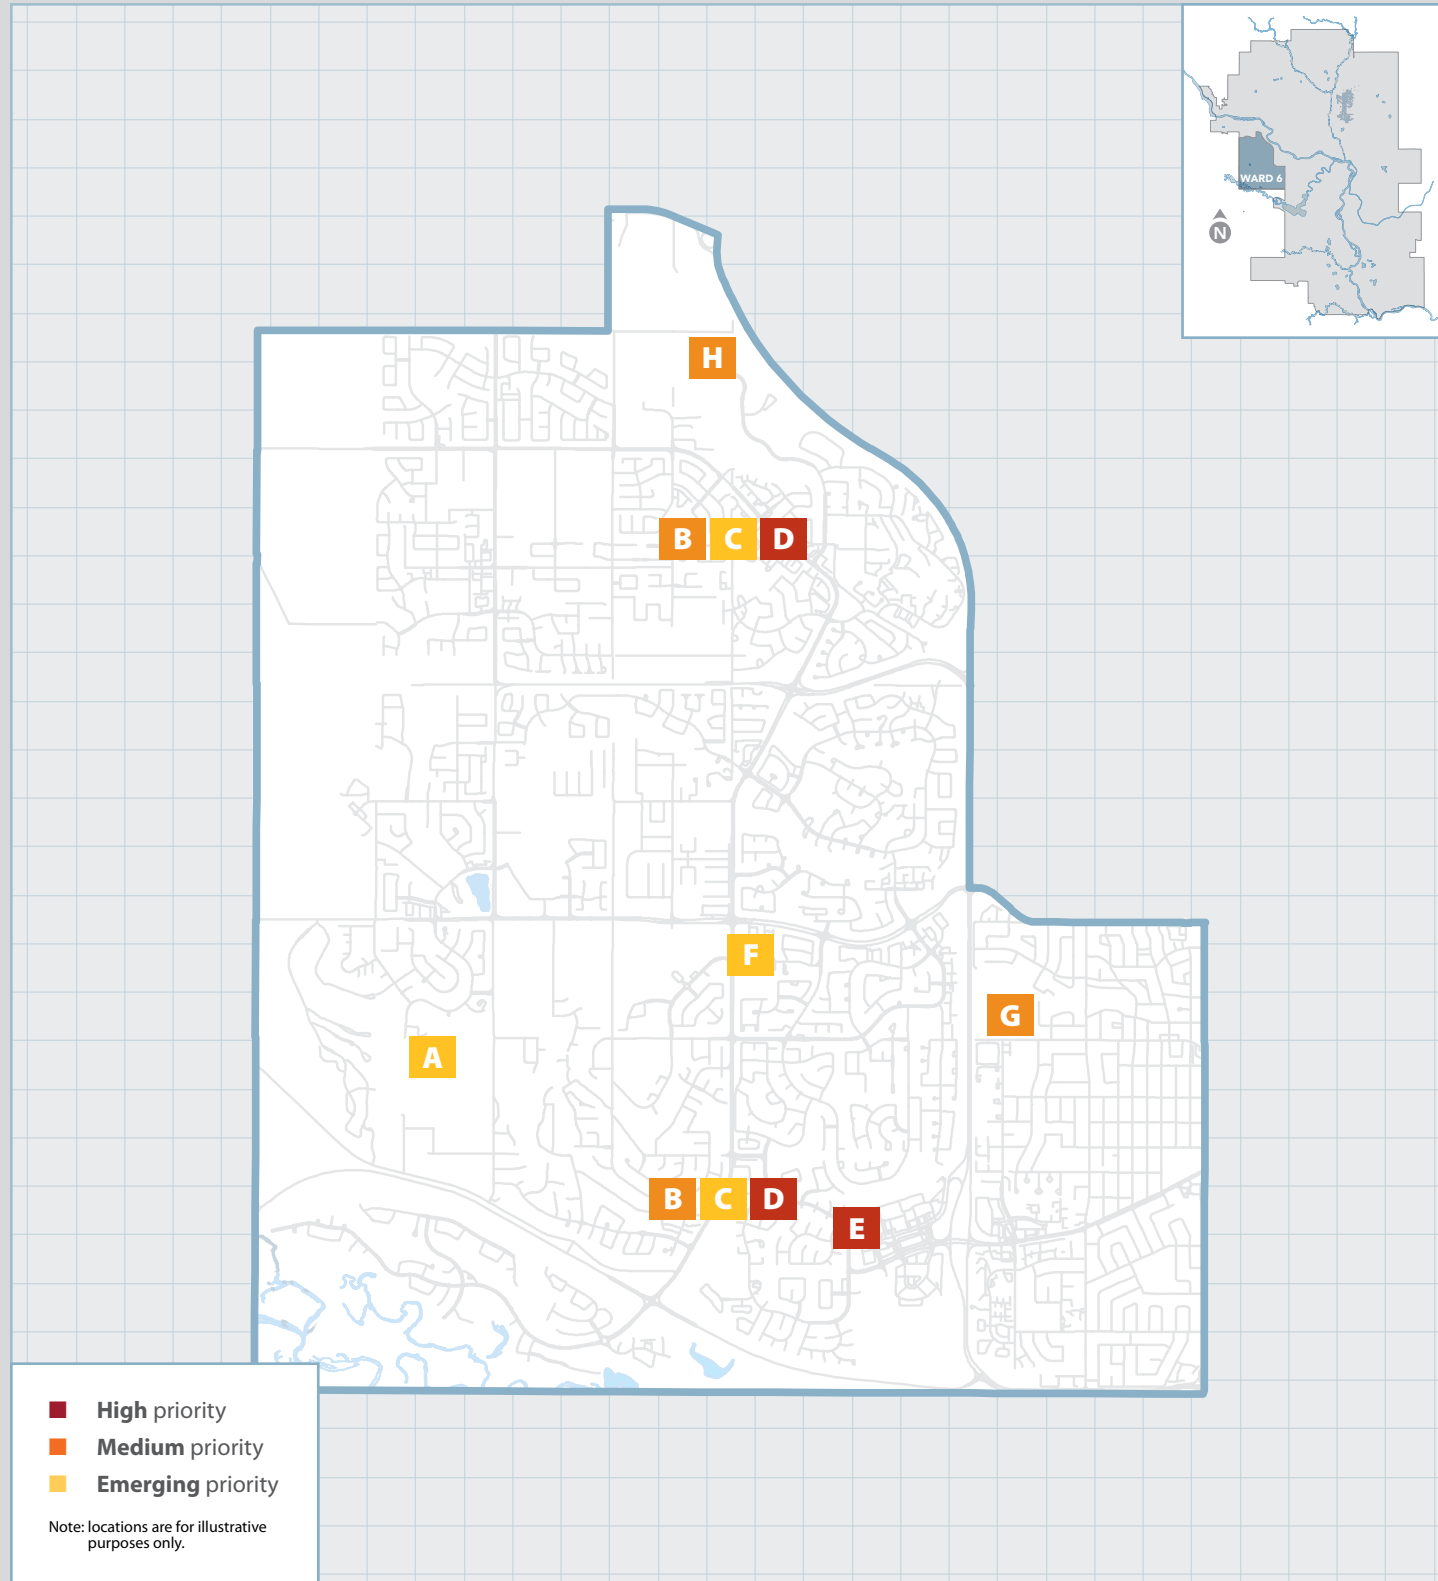 WARD 6
N
H
B C D
F
G
A
B C D
E
High priority
Medium priority
Emerging priority
Note: locations are for illustrative
purposes only.